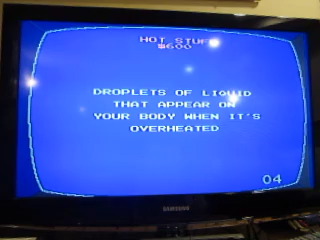 HOT STUFF
$600
DROPLETS OF LIQUID
THAT APPEAR ON
YOUR BODY WHEN IT'S
OVERHEATED
04
SAMSUNG